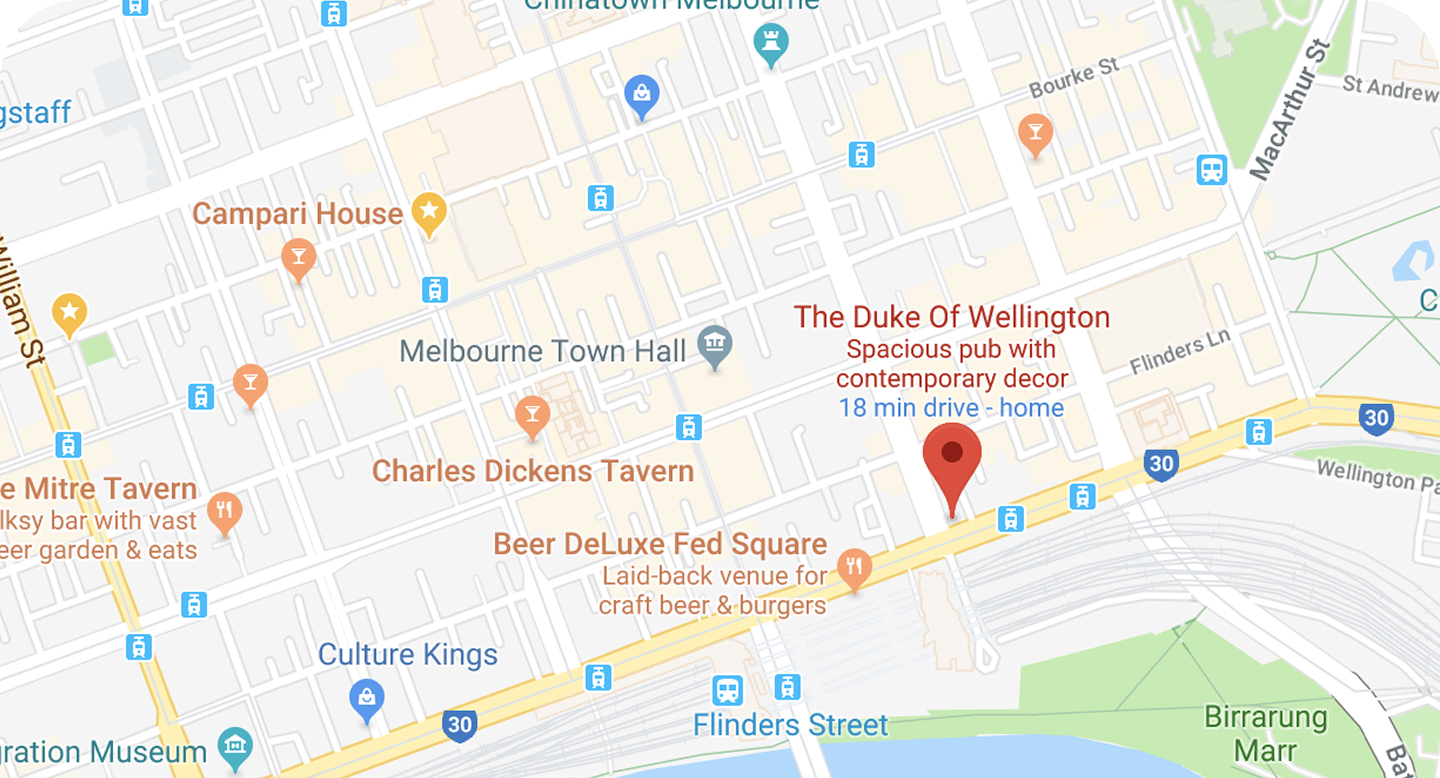 Chinatown Melbourne
Bourke St
MacArthur St
St Andrew
gstaff
Campari House
William St
The Duke Of Wellington
Spacious pub with
contemporary decor
18 min drive - home
Melbourne Town Hall
Flinders Ln
C
30
30
Charles Dickens Tavern
Wellington Pa
e Mitre Tavern
lksy bar with vast
eer garden & eats
Beer DeLuxe Fed Square
Laid-back venue for
craft beer & burgers
Culture Kings
30
Flinders Street
Birrarung
Marr
gration Museum
Bat